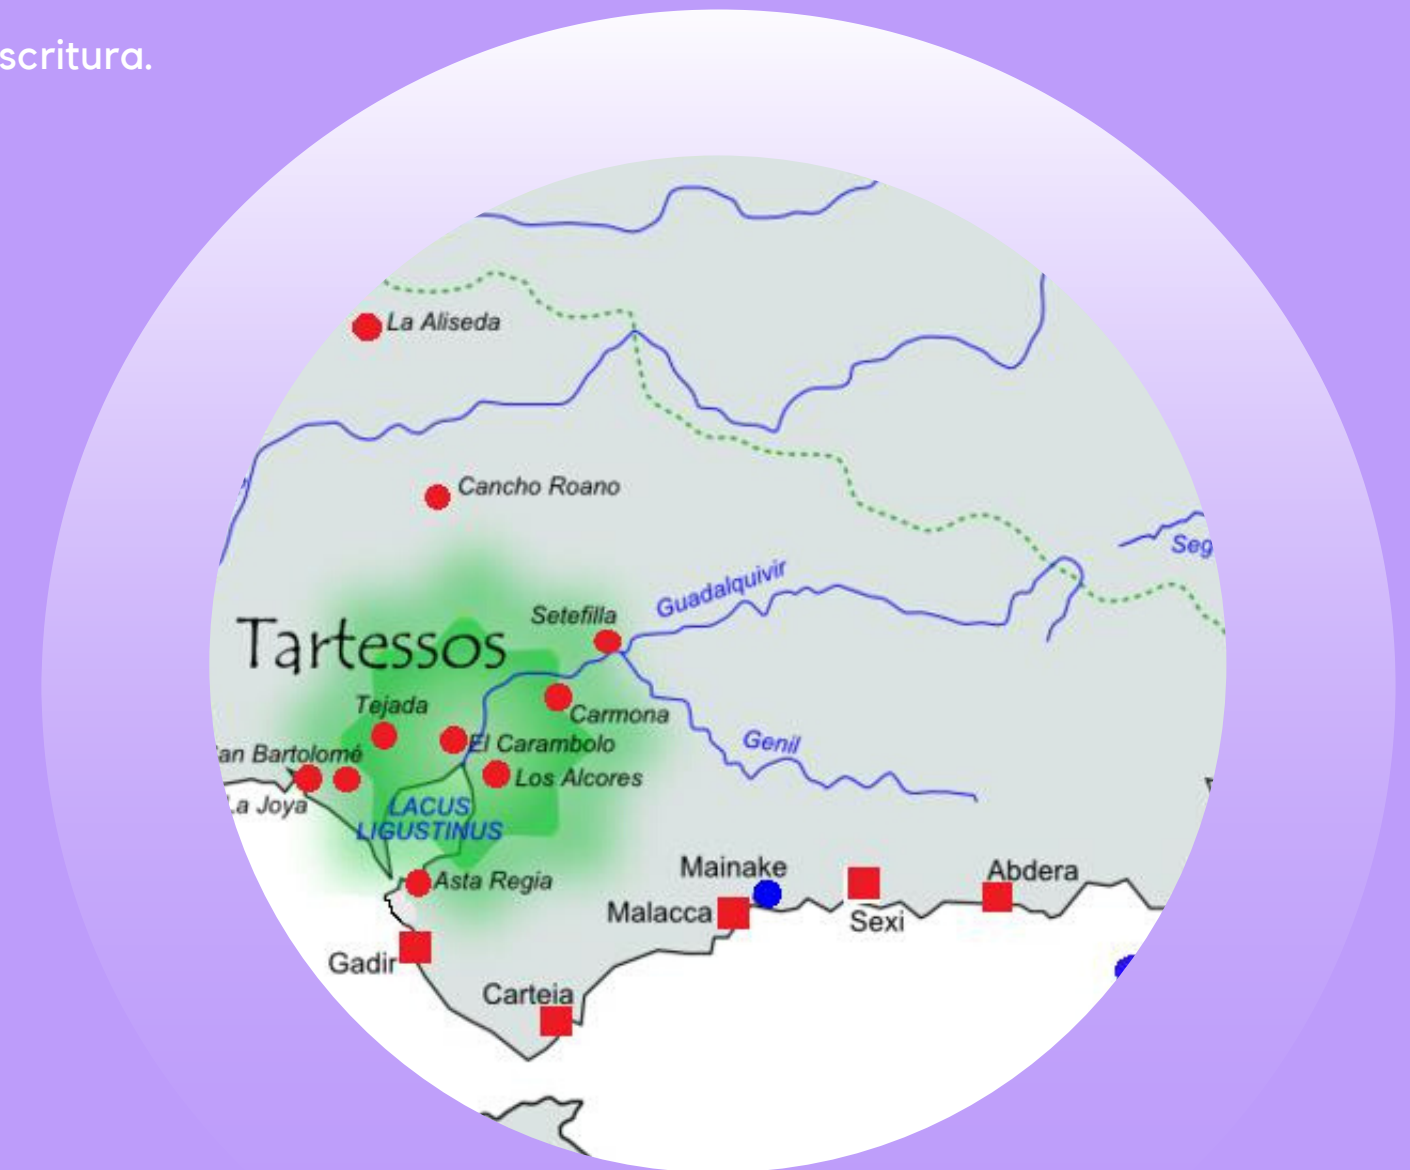 scritura.
La Aliseda
Cancho Roano
Seg
Guadalquivir
Setefilla
Tartessos
Tejada
Carmona
El Carambolo
Genil
an Bartolomé
Los Alcores
La Joya
LACUS
LIGUSTINUS
Mainake
Abdera
Asta Regia
Malacca
Sexi
Gadir
Carteia